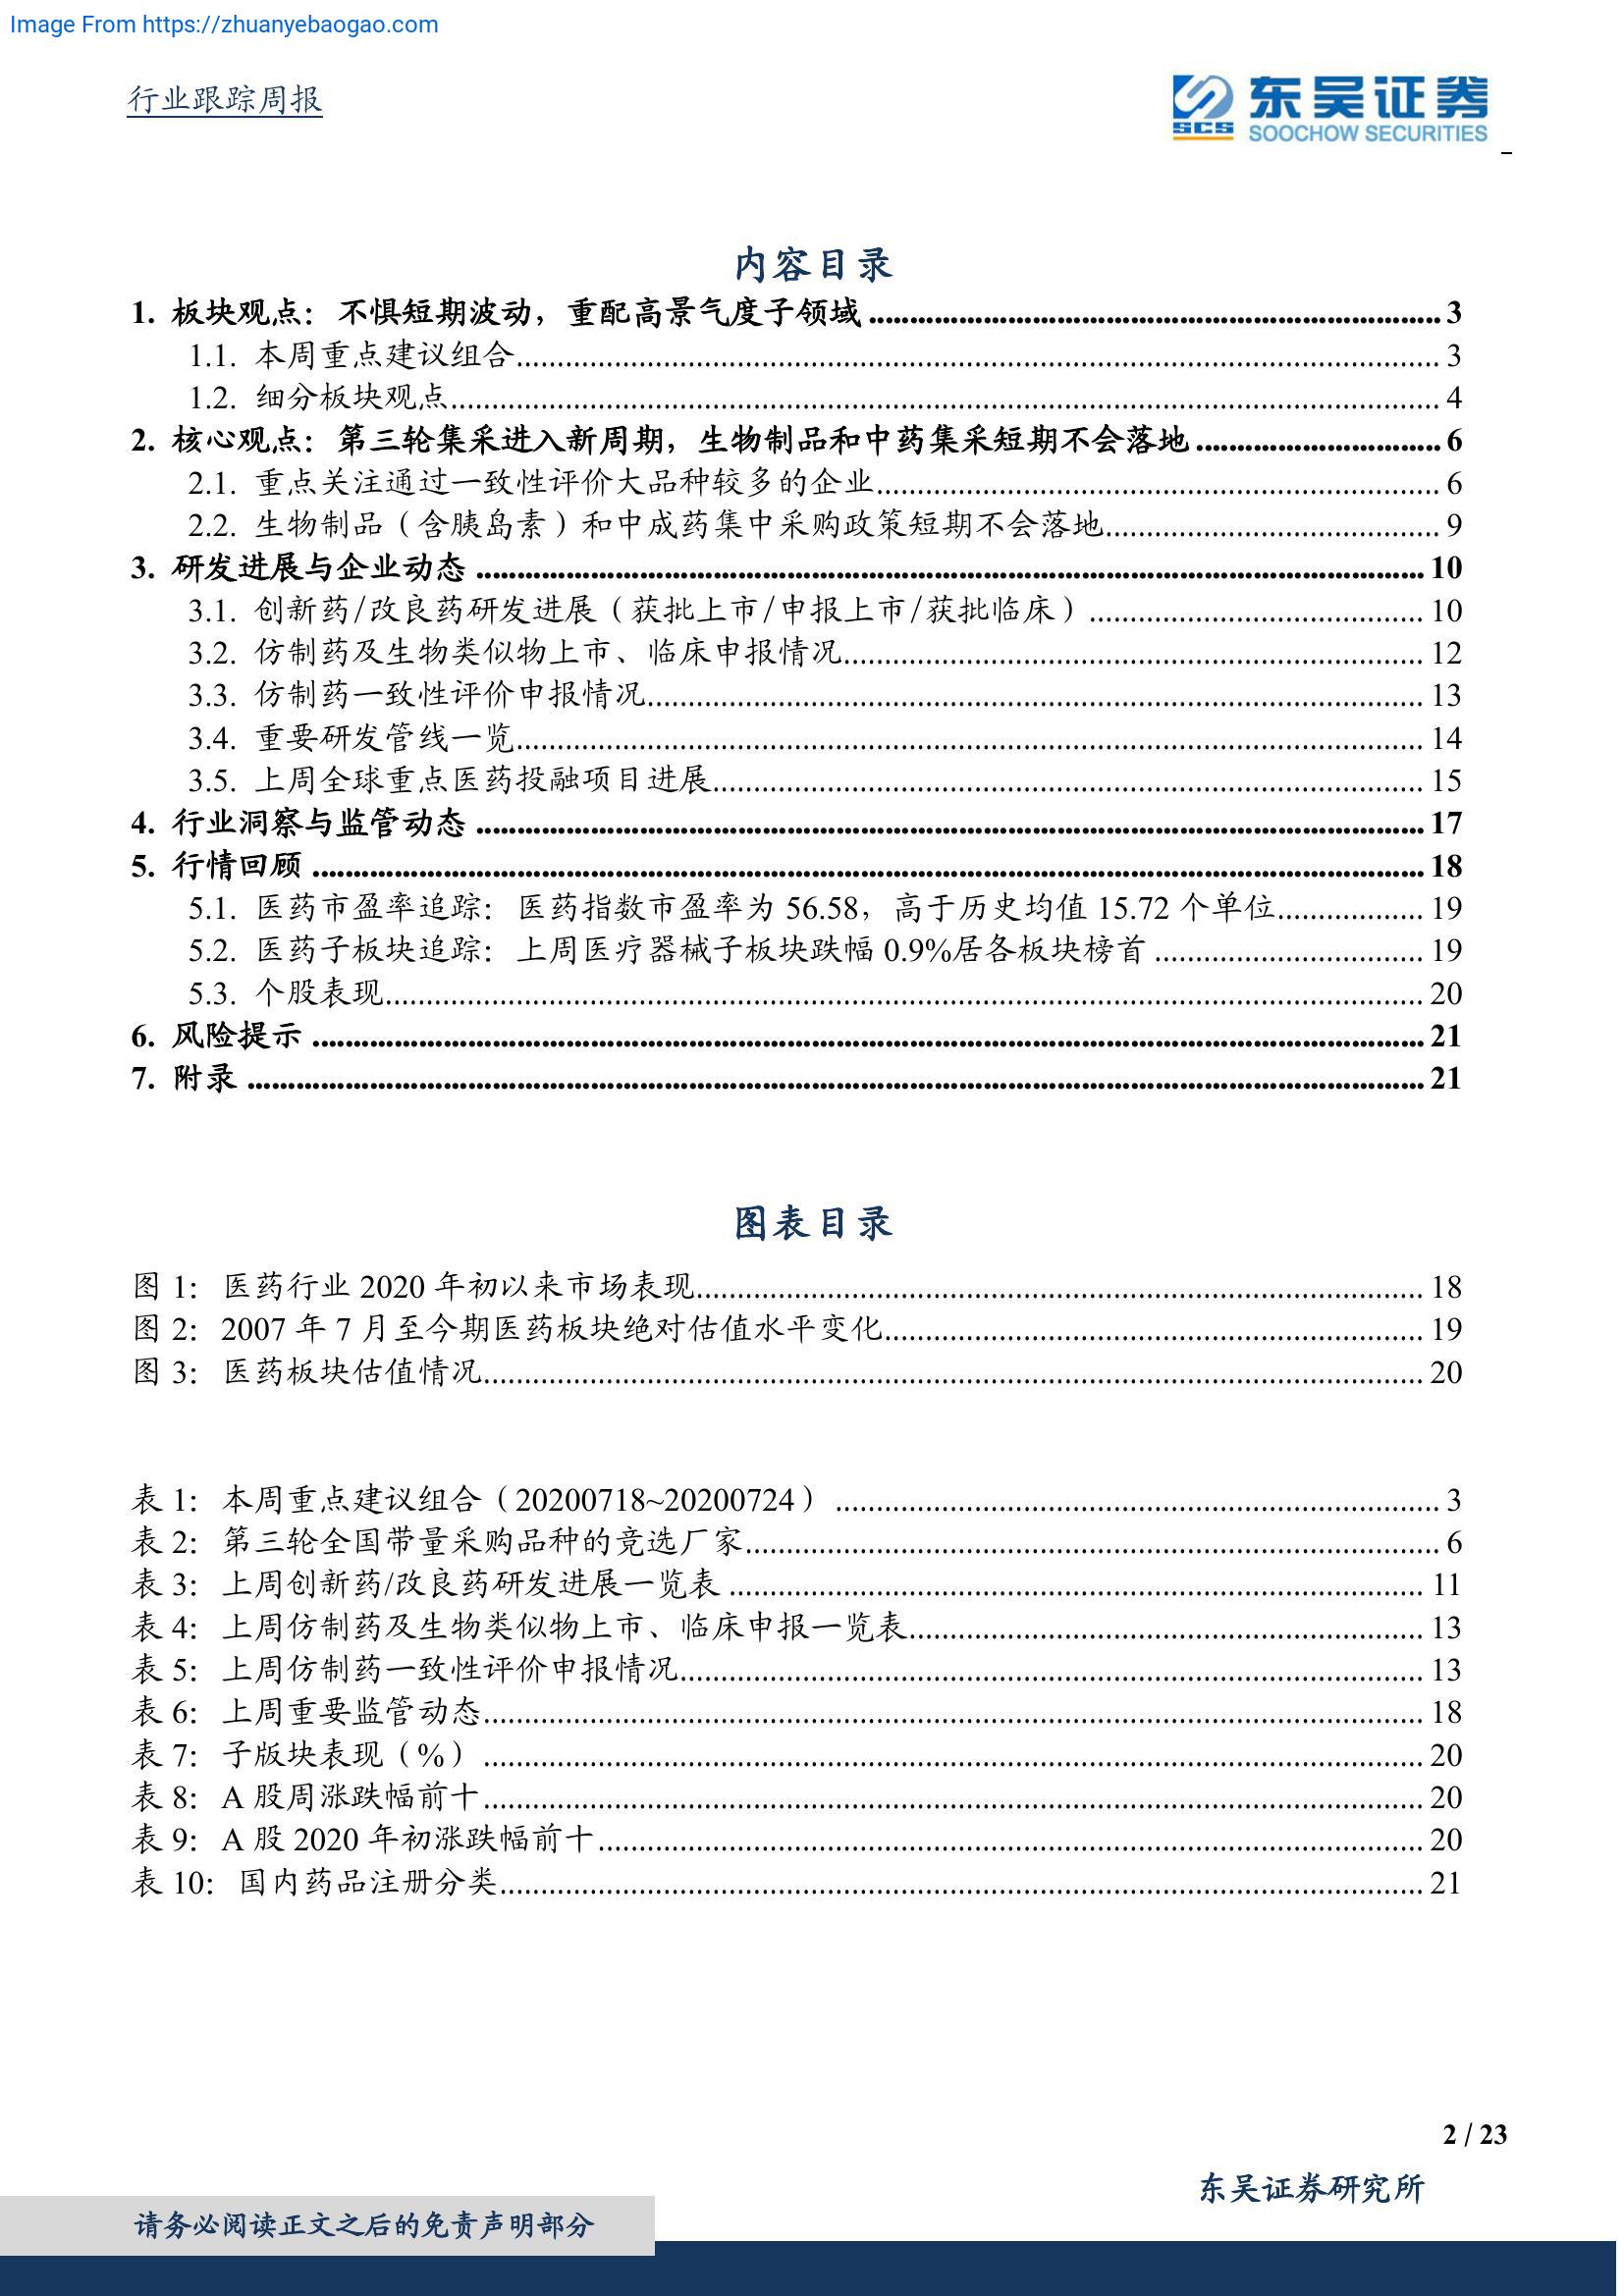 Image From https://zhuanyebaogao.com
行业跟踪周报
SCS 东吴证券
SOOCHOW SECURITIES
内容目录
1. 板块观点：不惧短期波动，重配高景气度子领域 3
1.1. 本周重点建议组合 3
1.2. 细分板块观点 4
2. 核心观点：第三轮集采进入新周期，生物制品和中药集采短期不会落地 6
2.1. 重点关注通过一致性评价大品种较多的企业 6
2.2. 生物制品（含胰岛素）和中成药集中采购政策短期不会落地 9
3. 研发进展与企业动态 10
3.1. 创新药/改良药研发进展（获批上市/申报上市/获批临床） 10
3.2. 仿制药及生物类似物上市、临床申报情况 12
3.3. 仿制药一致性评价申报情况 13
3.4. 重要研发管线一览 14
3.5. 上周全球重点医药投融项目进展 15
4. 行业洞察与监管动态 17
5. 行情回顾 18
5.1. 医药市盈率追踪：医药指数市盈率为 56.58，高于历史均值 15.72 个单位 19
5.2. 医药子板块追踪：上周医疗器械子板块跌幅 0.9%居各板块榜首 19
5.3. 个股表现 20
6. 风险提示 21
7. 附录 21
图表目录
图 1： 医药行业 2020 年初以来市场表现 18
图 2： 2007 年 7 月至今期医药板块绝对估值水平变化 19
图 3： 医药板块估值情况 20
表 1： 本周重点建议组合（20200718~20200724） 3
表 2： 第三轮全国带量采购品种的竞选厂家 6
表 3： 上周创新药/改良药研发进展一览表 11
表 4： 上周仿制药及生物类似物上市、临床申报一览表 13
表 5： 上周仿制药一致性评价申报情况 13
表 6： 上周重要监管动态 18
表 7： 子版块表现（%） 20
表 8： A 股周涨跌幅前十 20
表 9： A 股 2020 年初涨跌幅前十 20
表 10： 国内药品注册分类 21
2 / 23
东吴证券研究所
请务必阅读正文之后的免责声明部分